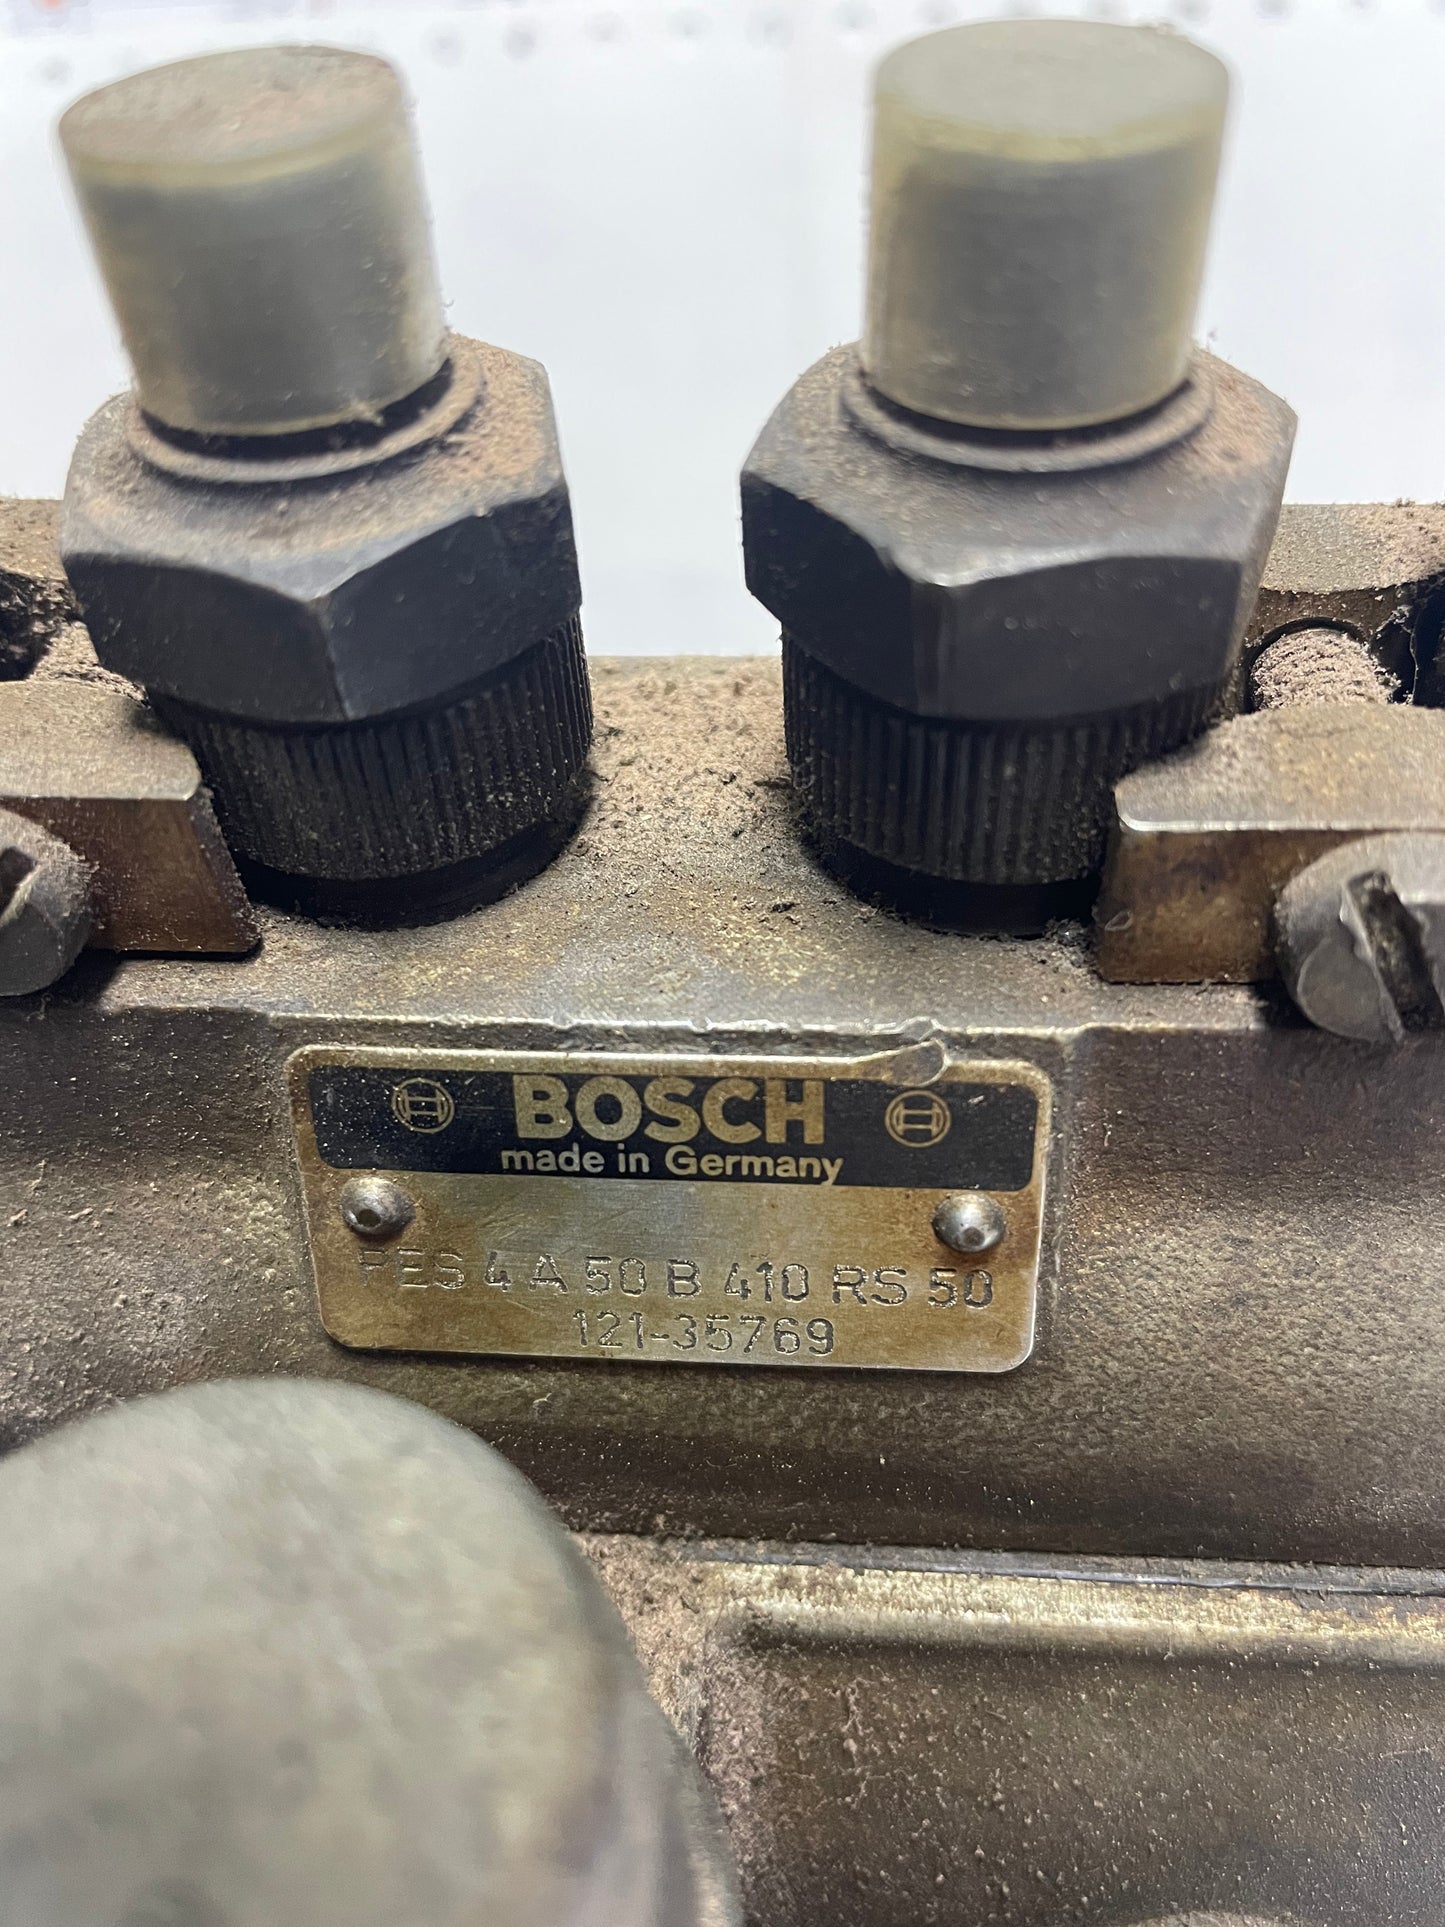 BOSCH
made in Germany
PES 4 A 50 B 410 RS 50
121-35769